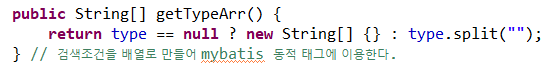 public String[] getTypeArr() {
return type == null ? new String[] {} : type.split("");
} // 검색조건을 배열로 만들어 mybatis 동적 태그에 이용한다.